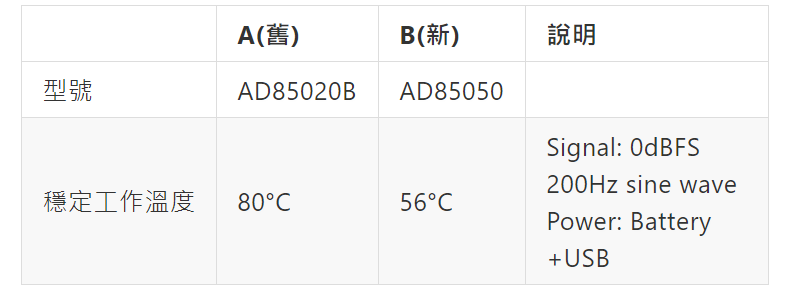 A(舊) B(新) 說明
型號 AD85020B AD85050
穩定工作溫度 80°C 56°C Signal: 0dBFS
200Hz sine wave
Power: Battery
+USB